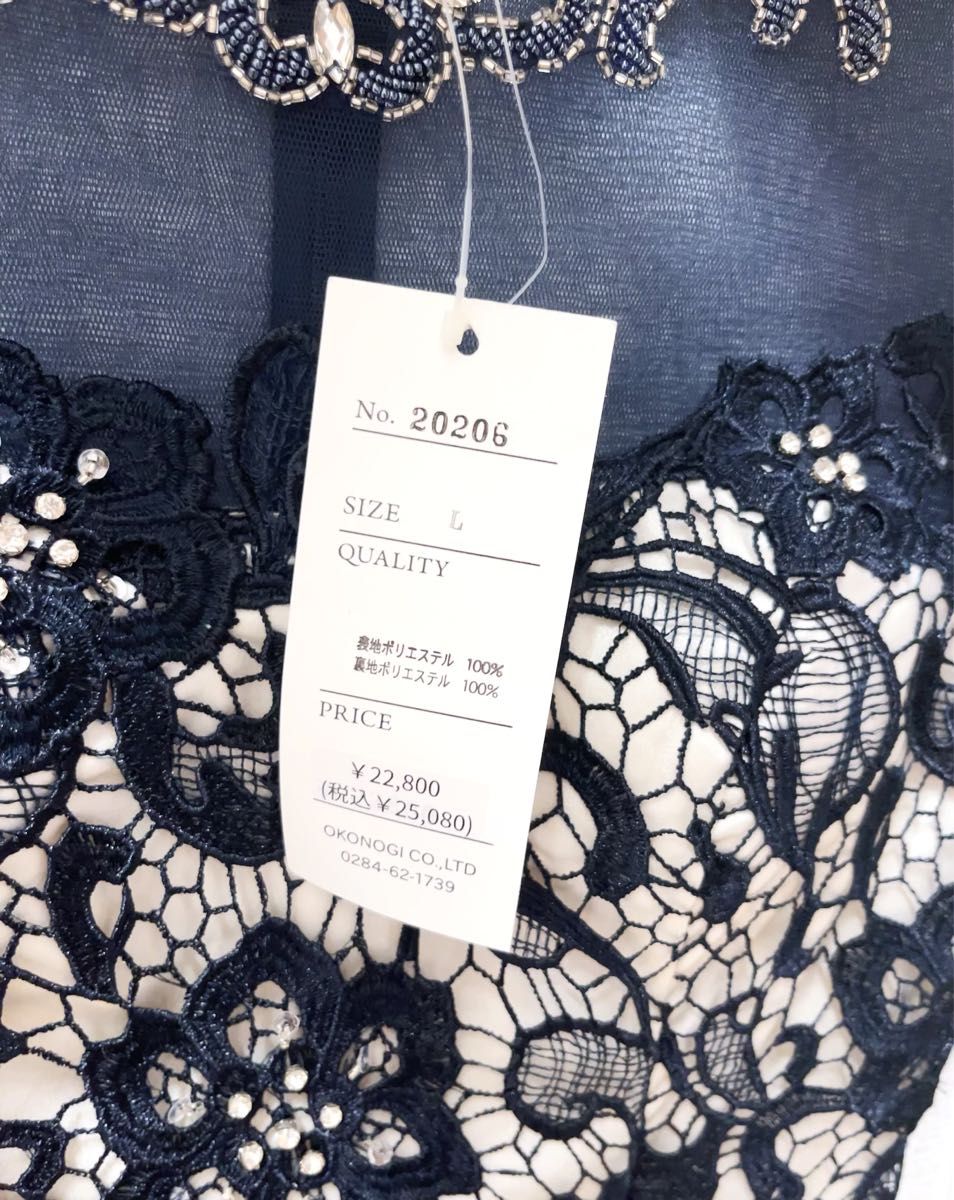 No. 20206
SIZE L
QUALITY
表地ポリエステル 100%
裏地ポリエステル 100%
PRICE
¥22,800
(税込¥25,080)
OKONOGI CO.,LTD
0284-62-1739